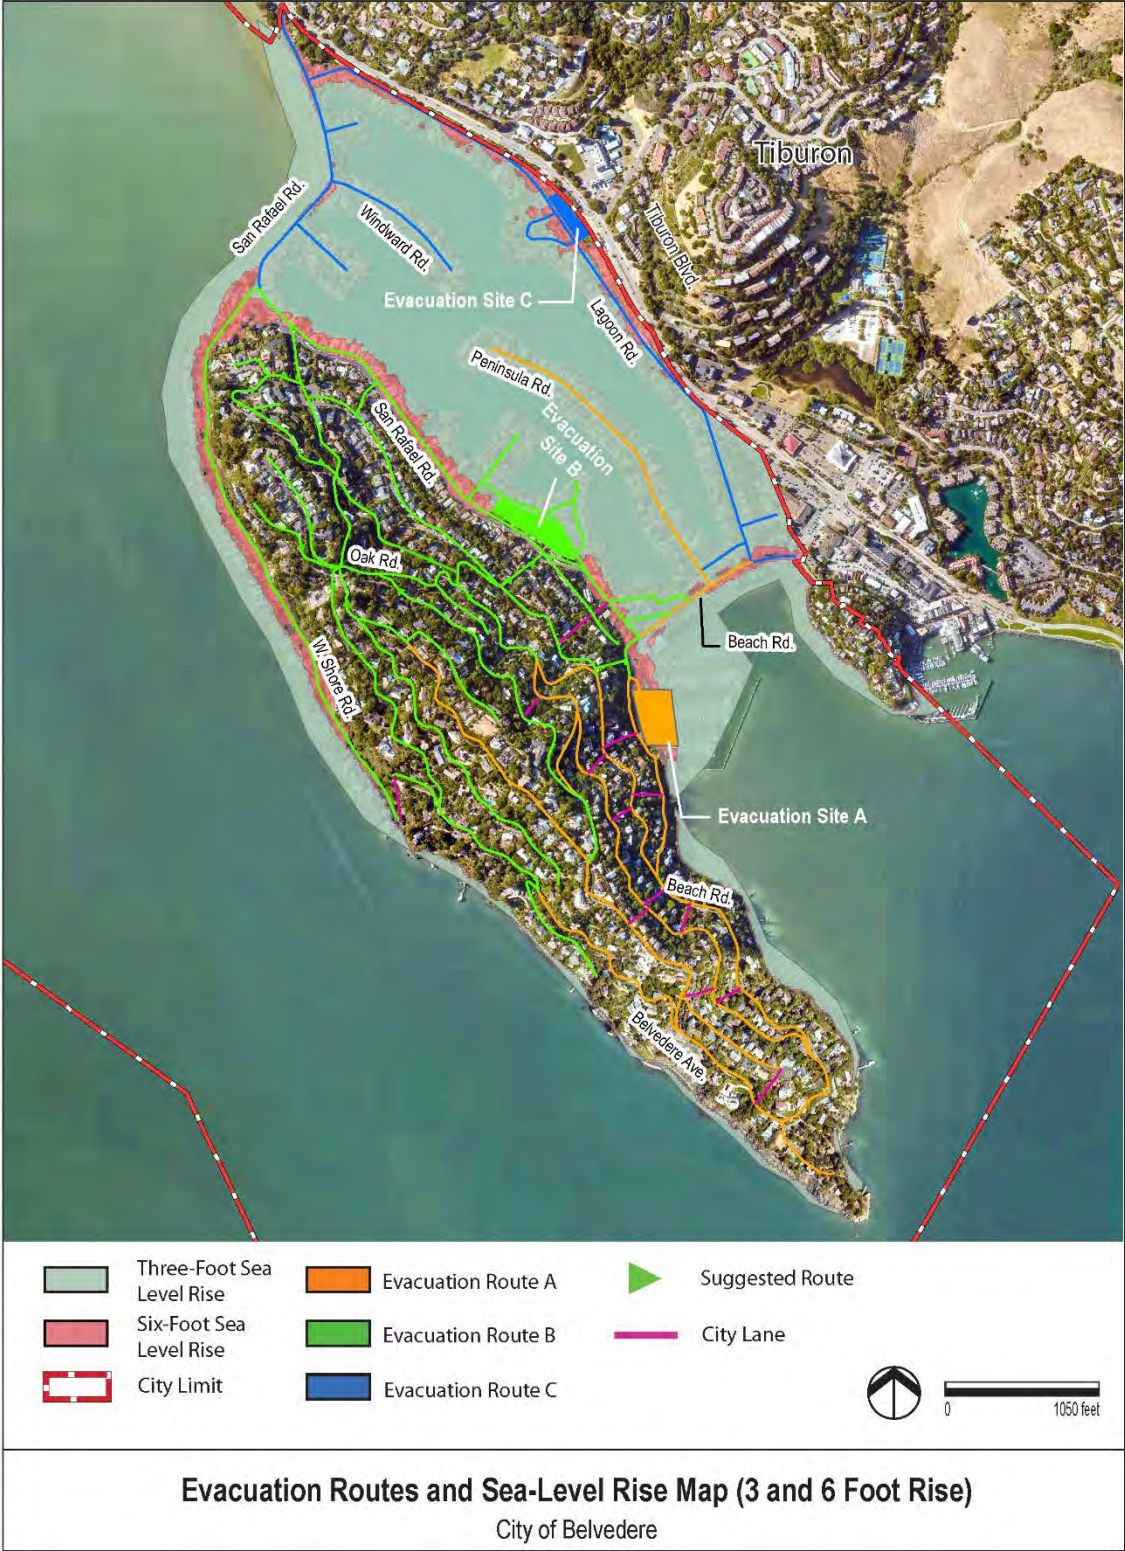 Tiburon
San Rafael Rd.
Windward Rd.
Tiburon Blvd.
Evacuation Site C
Lagoon Rd.
Peninsula Rd.
Evacuation
Site B
San Rafael Rd.
Oak Rd.
Beach Rd.
W. Shore Rd.
Evacuation Site A
Beach Rd.
Belvedere Ave.
Three-Foot Sea
Level Rise
Six-Foot Sea
Level Rise
City Limit
Evacuation Route A
Evacuation Route B
Evacuation Route C
Suggested Route
City Lane
0
1050 feet
Evacuation Routes and Sea-Level Rise Map (3 and 6 Foot Rise)
City of Belvedere